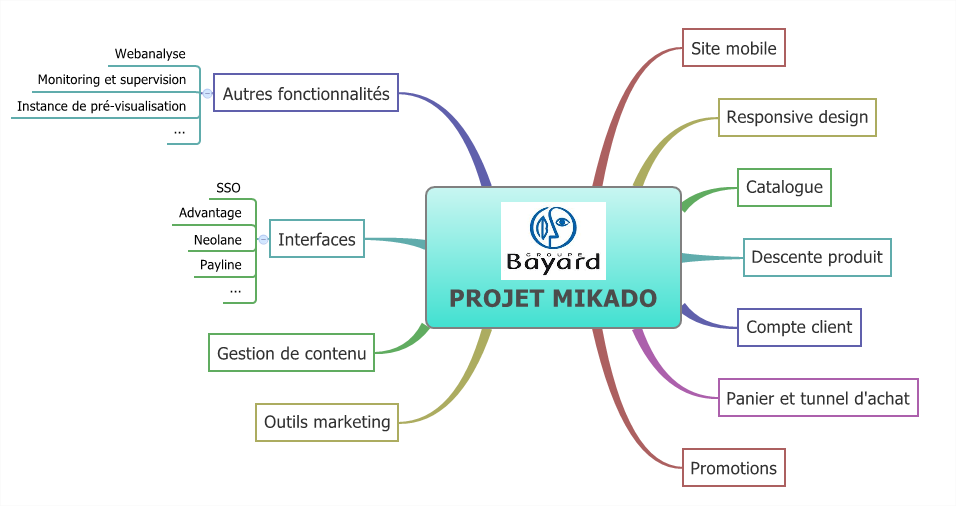 GROUPE
Bayard
PROJET MIKADO
Site mobile
Responsive design
Catalogue
Descente produit
Compte client
Panier et tunnel d'achat
Promotions
Autres fonctionnalités
Webanalyse
Monitoring et supervision
Instance de pré-visualisation
...
Interfaces
SSO
Advantage
Neolane
Payline
...
Gestion de contenu
Outils marketing